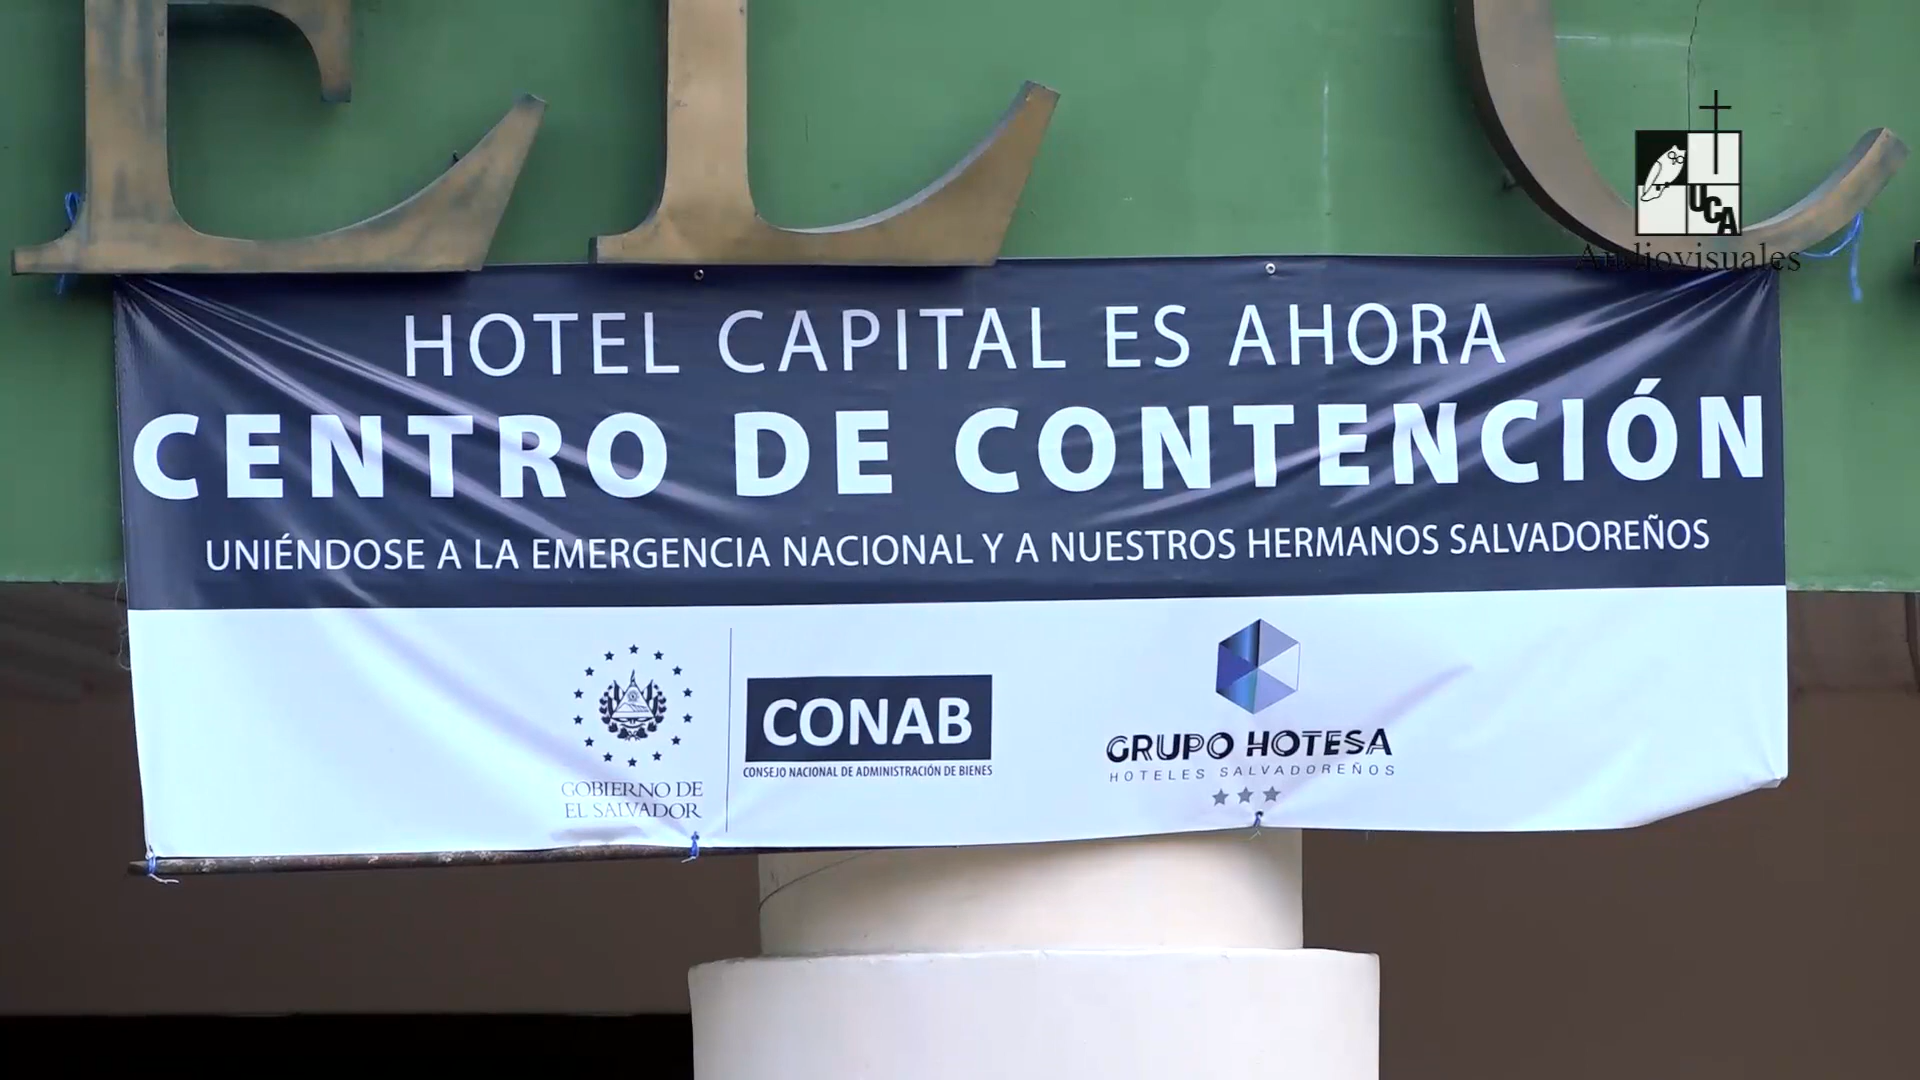 EL C
UCA
Audiovisuales
HOTEL CAPITAL ES AHORA
CENTRO DE CONTENCIÓN
UNIÉNDOSE A LA EMERGENCIA NACIONAL Y A NUESTROS HERMANOS SALVADOREÑOS
GOBIERNO DE
EL SALVADOR
CONAB
CONSEJO NACIONAL DE ADMINISTRACIÓN DE BIENES
GRUPO HOTESA
HOTELES SALVADOREÑOS